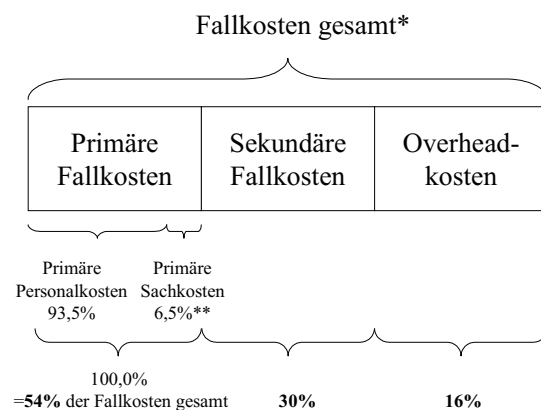 Fallkosten gesamt*
Primäre
Fallkosten
Sekundäre
Fallkosten
Overhead-
kosten
Primäre
Personalkosten
93,5%
Primäre
Sachkosten
6,5%**
100,0%
=54% der Fallkosten gesamt
30%
16%